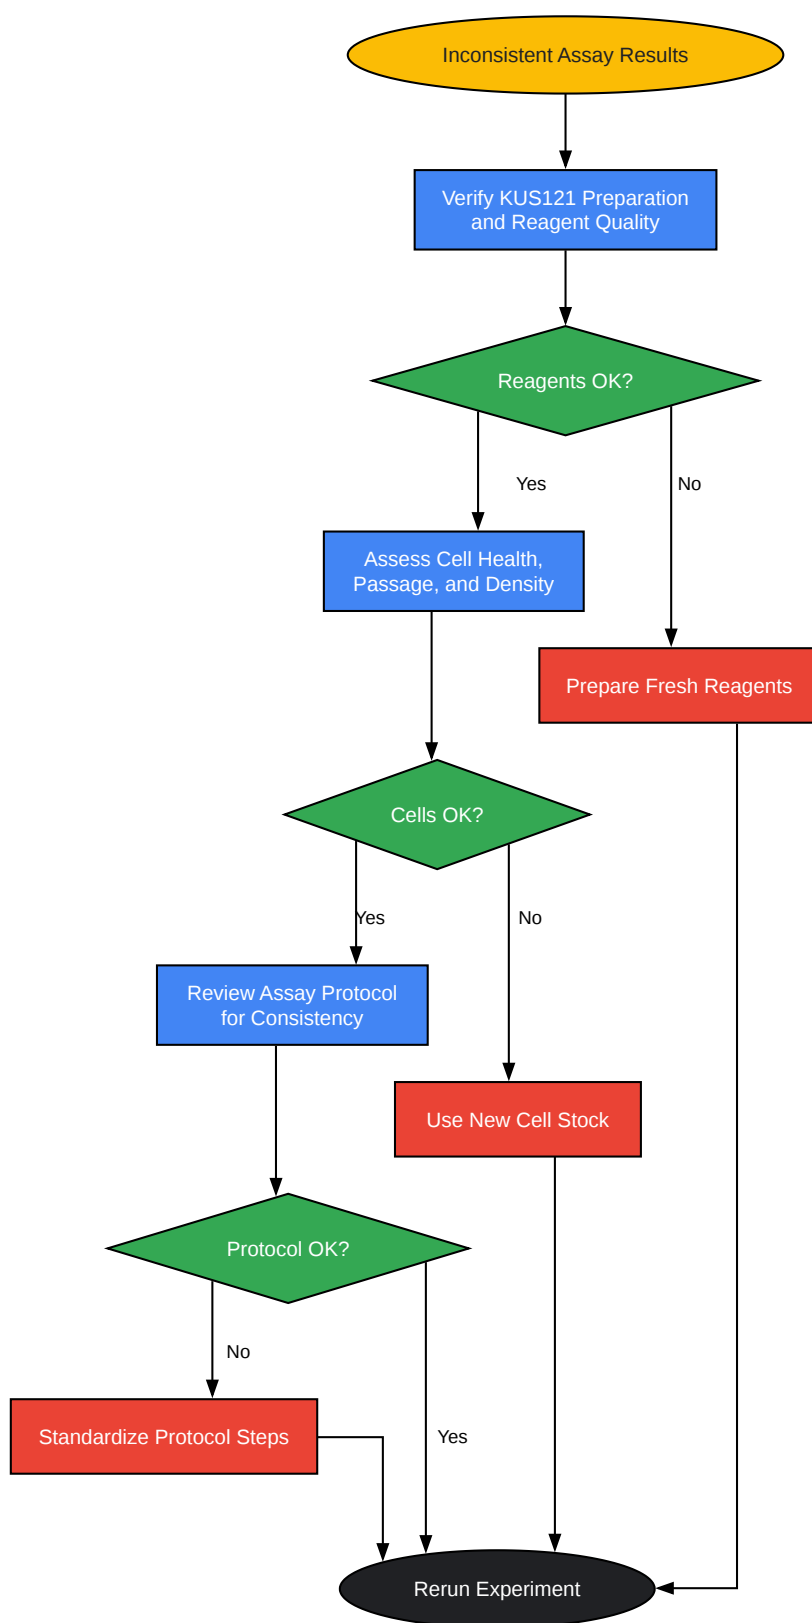 Inconsistent Assay Results
Verify KUS121 Preparation
and Reagent Quality
Reagents OK?
Yes
No
Assess Cell Health,
Passage, and Density
Prepare Fresh Reagents
Cells OK?
Yes
No
Review Assay Protocol
for Consistency
Use New Cell Stock
Protocol OK?
No
Standardize Protocol Steps
Yes
Rerun Experiment